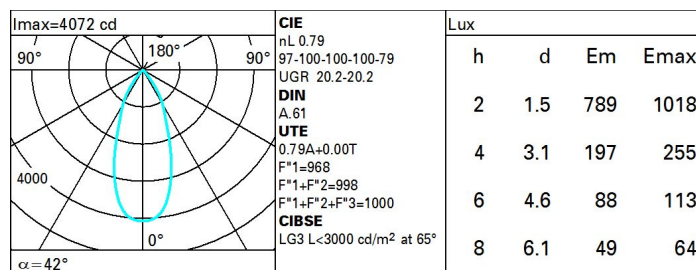 Imax=4072 cd
90° 180° 90°
4000
0°
α=42°
CIE
nL 0.79
97-100-100-100-79
UGR 20.2-20.2
DIN
A.61
UTE
0.79A+0.00T
F"1=968
F"1+F"2=998
F"1+F"2+F"3=1000
CIBSE
LG3 L<3000 cd/m² at 65°
Lux
h d Em Emax
2 1.5 789 1018
4 3.1 197 255
6 4.6 88 113
8 6.1 49 64